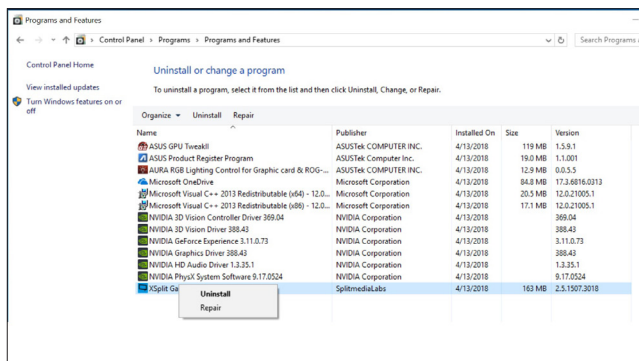 Programs and Features
Control Panel > Programs > Programs and Features
Search Programs
Control Panel Home
View installed updates
Turn Windows features on or
off
Uninstall or change a program
To uninstall a program, select it from the list and then click Uninstall, Change, or Repair.
Organize Uninstall Repair
Name Publisher Installed On Size Version
ASUS GPU TweakII ASUSTek COMPUTER INC. 4/13/2018 119 MB 1.5.9.1
ASUS Product Register Program ASUSTek Computer Inc. 4/13/2018 19.0 MB 1.1.001
AURA RGB Lighting Control for Graphic card & ROG-... ASUSTek COMPUTER INC. 4/13/2018 12.9 MB 0.0.5.5
Microsoft OneDrive Microsoft Corporation 4/13/2018 84.8 MB 17.3.6816.0313
Microsoft Visual C++ 2013 Redistributable (x64) - 12.0... Microsoft Corporation 4/13/2018 20.5 MB 12.0.21005.1
Microsoft Visual C++ 2013 Redistributable (x86) - 12.0... Microsoft Corporation 4/13/2018 17.1 MB 12.0.21005.1
NVIDIA 3D Vision Controller Driver 369.04 NVIDIA Corporation 4/13/2018 369.04
NVIDIA 3D Vision Driver 388.43 NVIDIA Corporation 4/13/2018 388.43
NVIDIA GeForce Experience 3.11.0.73 NVIDIA Corporation 4/13/2018 3.11.0.73
NVIDIA Graphics Driver 388.43 NVIDIA Corporation 4/13/2018 388.43
NVIDIA HD Audio Driver 1.3.35.1 NVIDIA Corporation 4/13/2018 1.3.35.1
NVIDIA PhysX System Software 9.17.0524 NVIDIA Corporation 4/13/2018 9.17.0524
XSplit Ga SplitmediaLabs 4/13/2018 163 MB 2.5.1507.3018
Uninstall
Repair